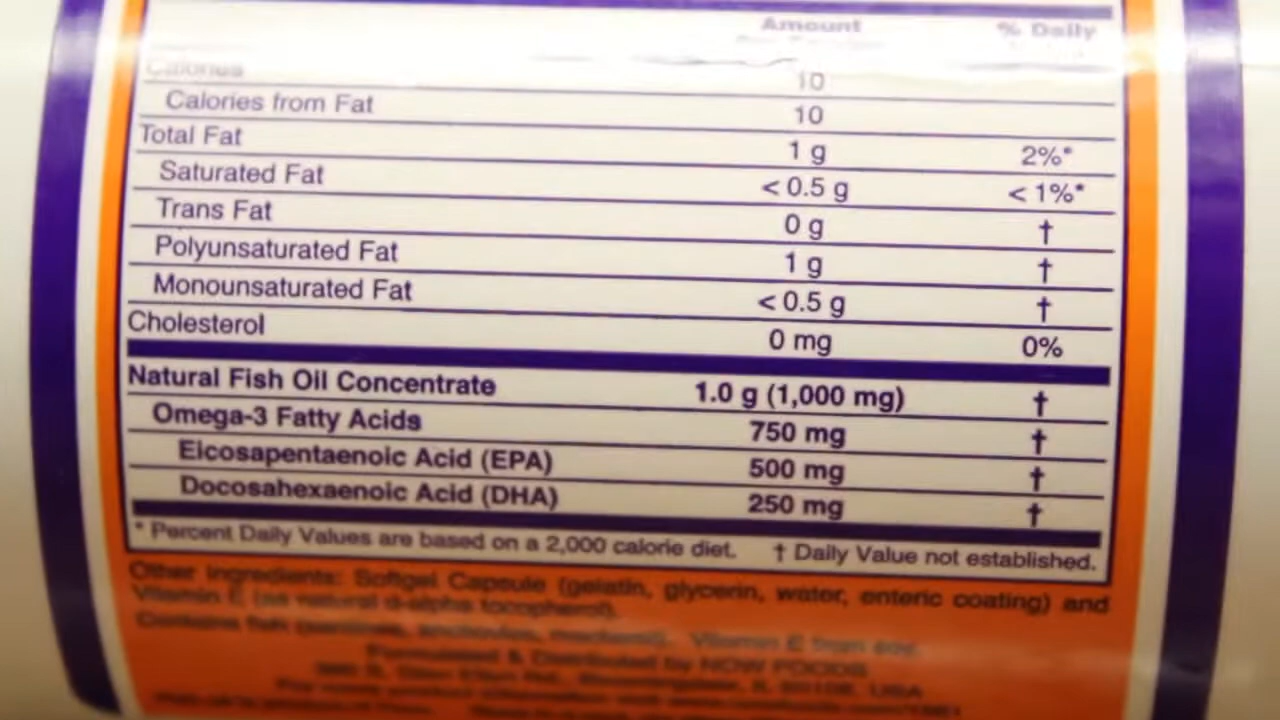 Amount % Daily
Calories 10
Calories from Fat 10
Total Fat 1 g 2%*
Saturated Fat < 0.5 g < 1%*
Trans Fat 0 g †
Polyunsaturated Fat 1 g †
Monounsaturated Fat < 0.5 g †
Cholesterol 0 mg 0%
Natural Fish Oil Concentrate 1.0 g (1,000 mg) †
Omega-3 Fatty Acids 750 mg †
Eicosapentaenoic Acid (EPA) 500 mg †
Docosahexaenoic Acid (DHA) 250 mg †
* Percent Daily Values are based on a 2,000 calorie diet. † Daily Value not established.
Other Ingredients: Softgel Capsule (gelatin, glycerin, water, enteric coating) and
Vitamin E (as natural d-alpha tocopherol).
Contains fish (sardines, anchovies, mackerel). Vitamin E from soy.
Formulated & Distributed by NOW FOODS
USA